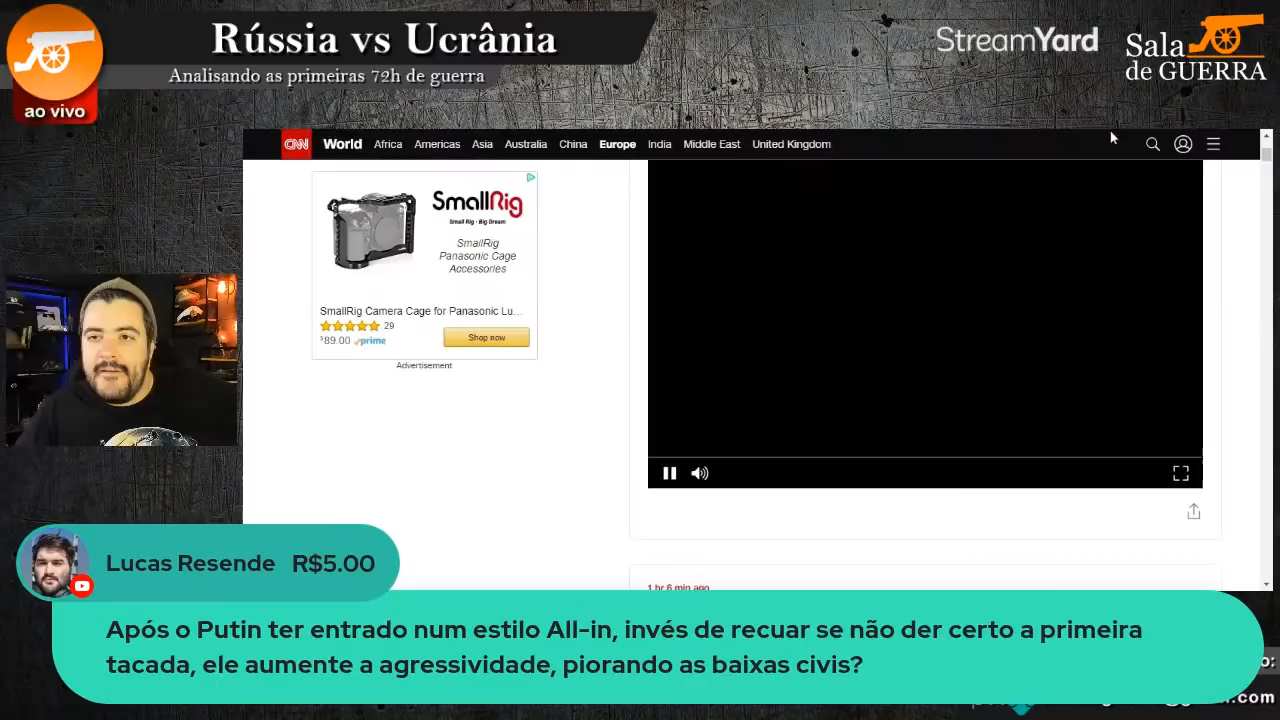 Rússia vs Ucrânia
Analisando as primeiras 72h de guerra
ao vivo
StreamYard
Sala
de GUERRA
CNN World Africa Americas Asia Australia China Europe India Middle East United Kingdom
SmallRig
Small Rig · Big Dream
SmallRig
Panasonic Cage
Accessories
SmallRig Camera Cage for Panasonic Lu...
29
$89.00 prime
Shop now
Advertisement
1 hr 6 min ago
Lucas Resende R$5.00
Após o Putin ter entrado num estilo All-in, invés de recuar se não der certo a primeira
tacada, ele aumente a agressividade, piorando as baixas civis?
o:
.com